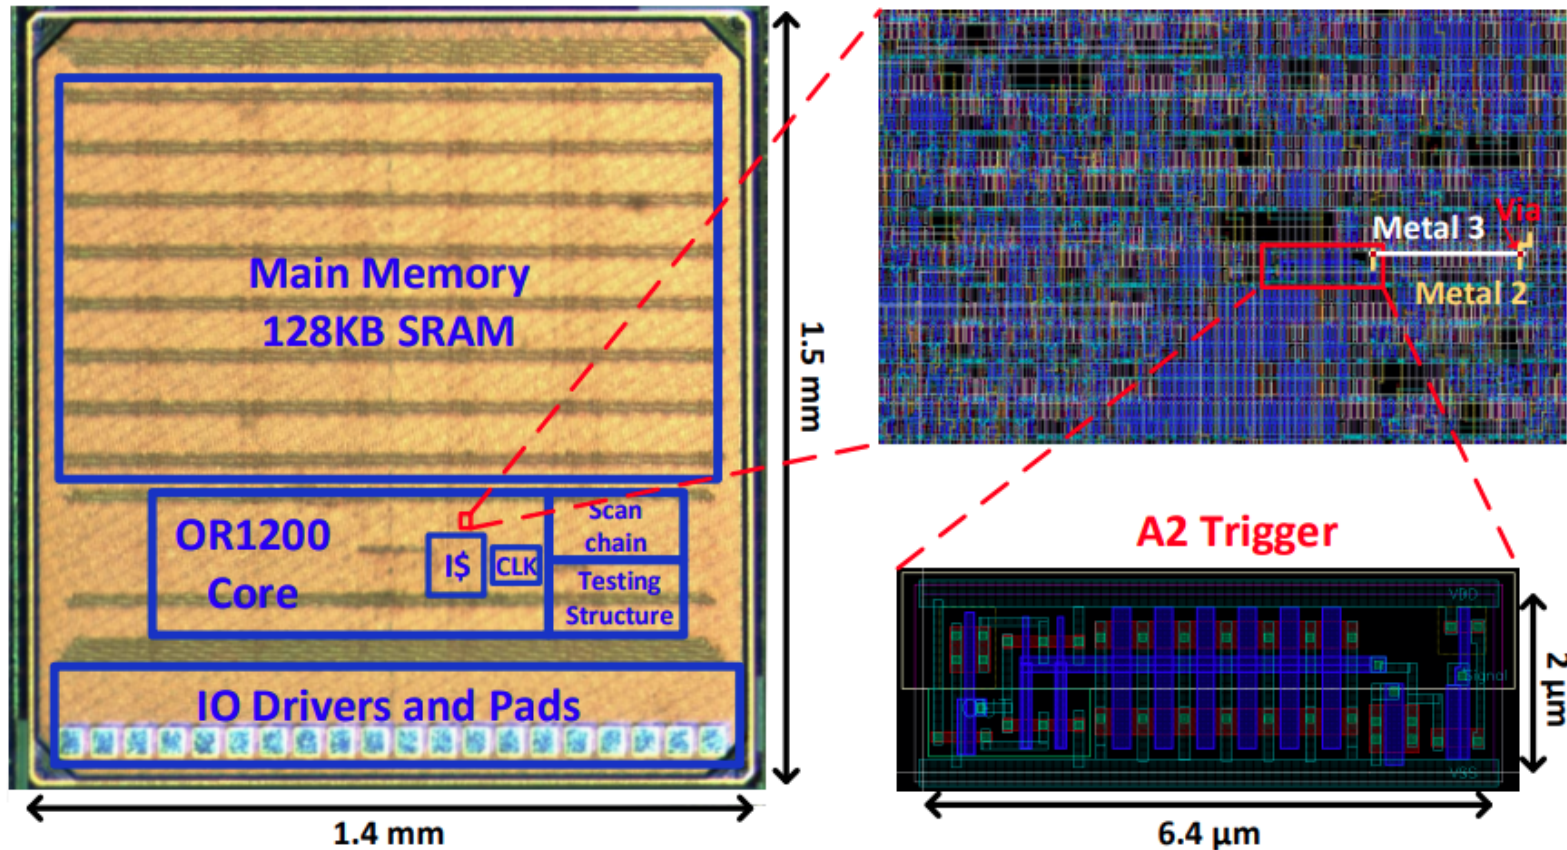 Main Memory
128KB SRAM
OR1200
Core
I$
CLK
Scan
chain
Testing
Structure
IO Drivers and Pads
1.4 mm
1.5 mm
Metal 3
Via
Metal 2
A2 Trigger
VDD
Signal
VSS
2 µm
6.4 µm